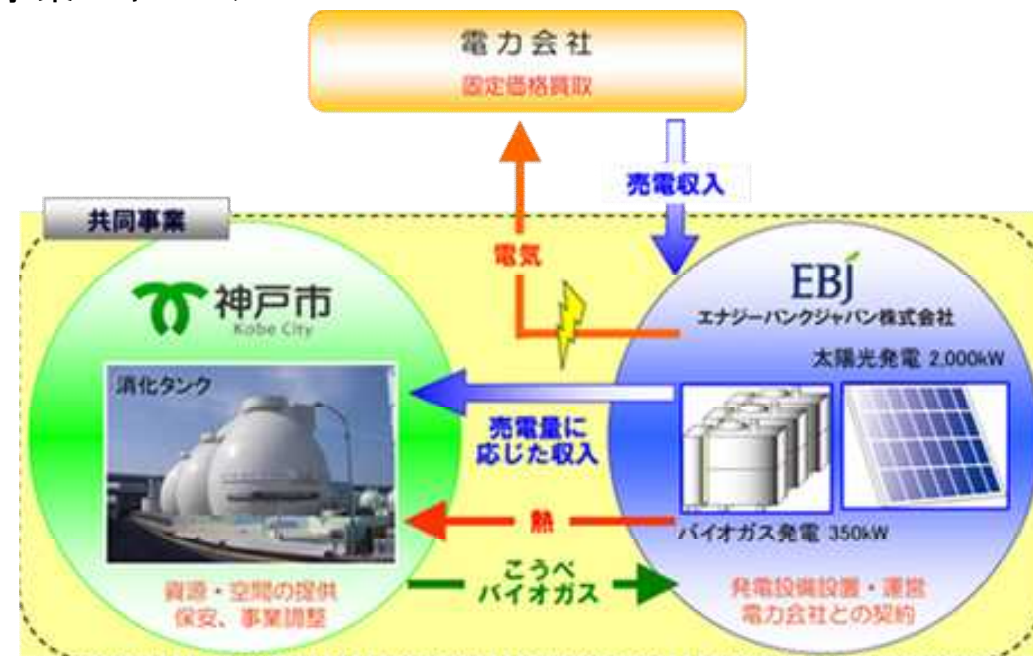 電力会社
固定価格買取
売電収入
共同事業
電気
神戸市
Kobe City
EBJ
エナジーバンクジャパン株式会社
太陽光発電 2,000kW
消化タンク
売電量に
応じた収入
熱
バイオガス発電 350kW
こうべ
バイオガス
資源・空間の提供
保安、事業調整
発電設備設置・運営
電力会社との契約